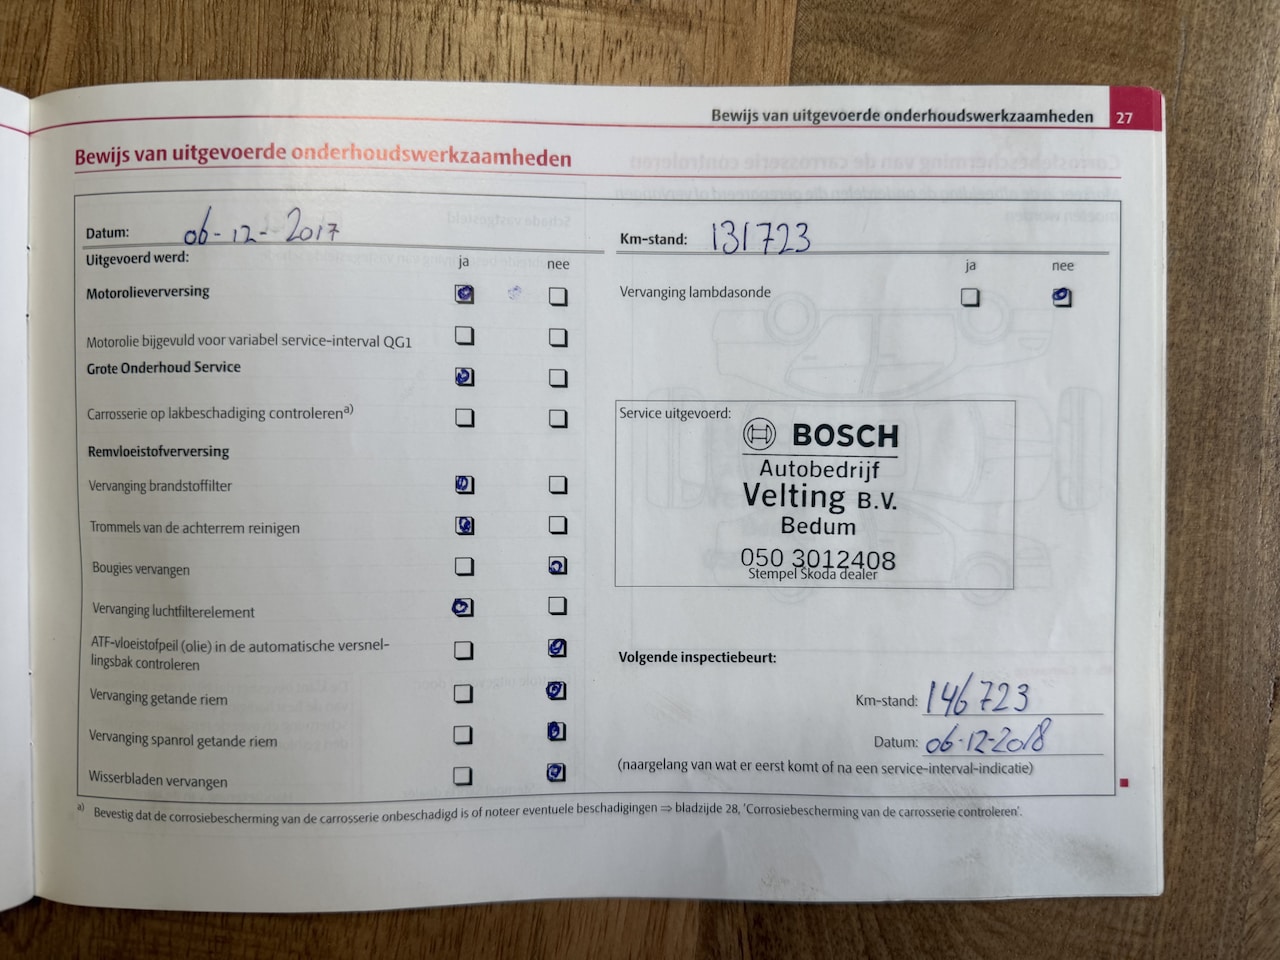 Bewijs van uitgevoerde onderhoudswerkzaamheden 27
Bewijs van uitgevoerde onderhoudswerkzaamheden
Datum: 06-12-2017
Km-stand: 131723
Uitgevoerd werd:
ja nee
ja nee
Motorolieverversing
Vervanging lambdasonde
Motorolie bijgevuld voor variabel service-interval QG1
Grote Onderhoud Service
Carrosserie op lakbeschadiging controleren a)
Remvloeistofverversing
Vervanging brandstoffilter
Trommels van de achterrem reinigen
Bougies vervangen
Vervanging luchtfilterelement
ATF-vloeistofpeil (olie) in de automatische versnel-
lingsbak controleren
Vervanging getande riem
Vervanging spanrol getande riem
Wisserbladen vervangen
Service uitgevoerd:
BOSCH
Autobedrijf
Velting B.V.
Bedum
050 3012408
Stempel Škoda dealer
Volgende inspectiebeurt:
Km-stand: 146723
Datum: 06-12-2018
(naargelang van wat er eerst komt of na een service-interval-indicatie)
a) Bevestig dat de corrosiebescherming van de carrosserie onbeschadigd is of noteer eventuele beschadigingen ⇒ bladzijde 28, 'Corrosiebescherming van de carrosserie controleren'.